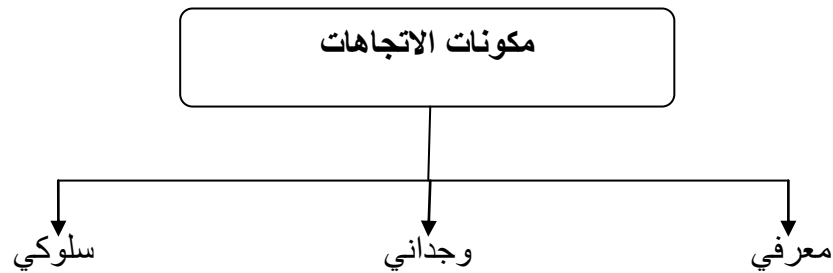 مكونات الاتجاهات
معرفي
وجداني
سلوكي